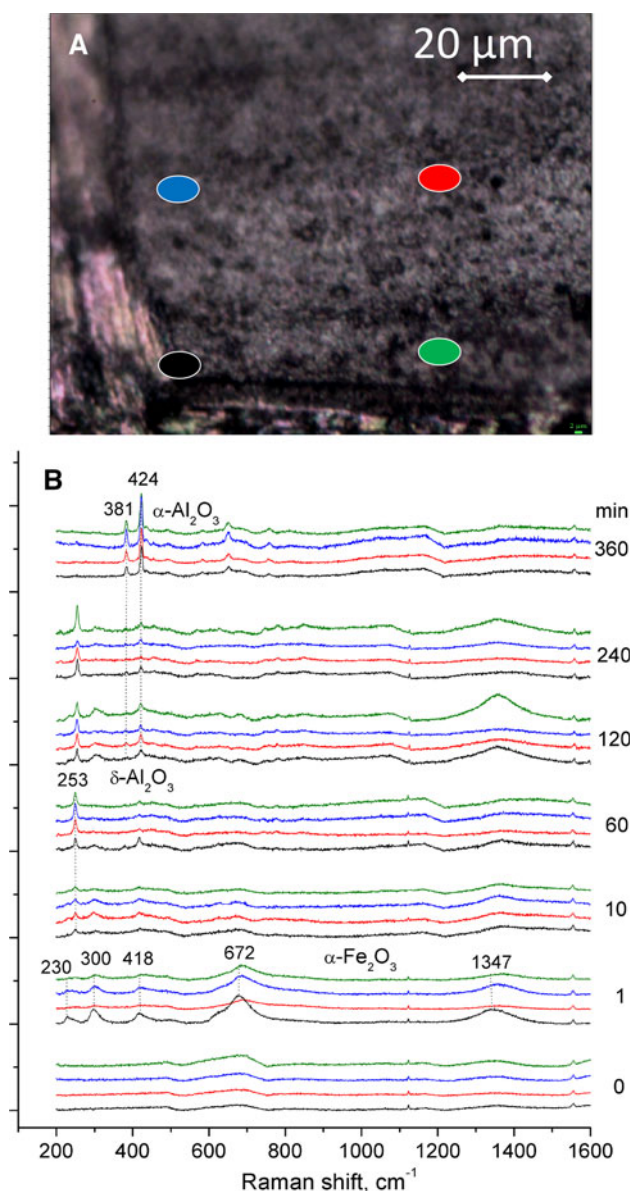 A
20 μm
2 μm
B
424
381
α-Al₂O₃
min
360
240
120
253
δ-Al₂O₃
60
10
230 300 418 672 α-Fe₂O₃ 1347
1
0
200 400 600 800 1000 1200 1400 1600
Raman shift, cm⁻¹